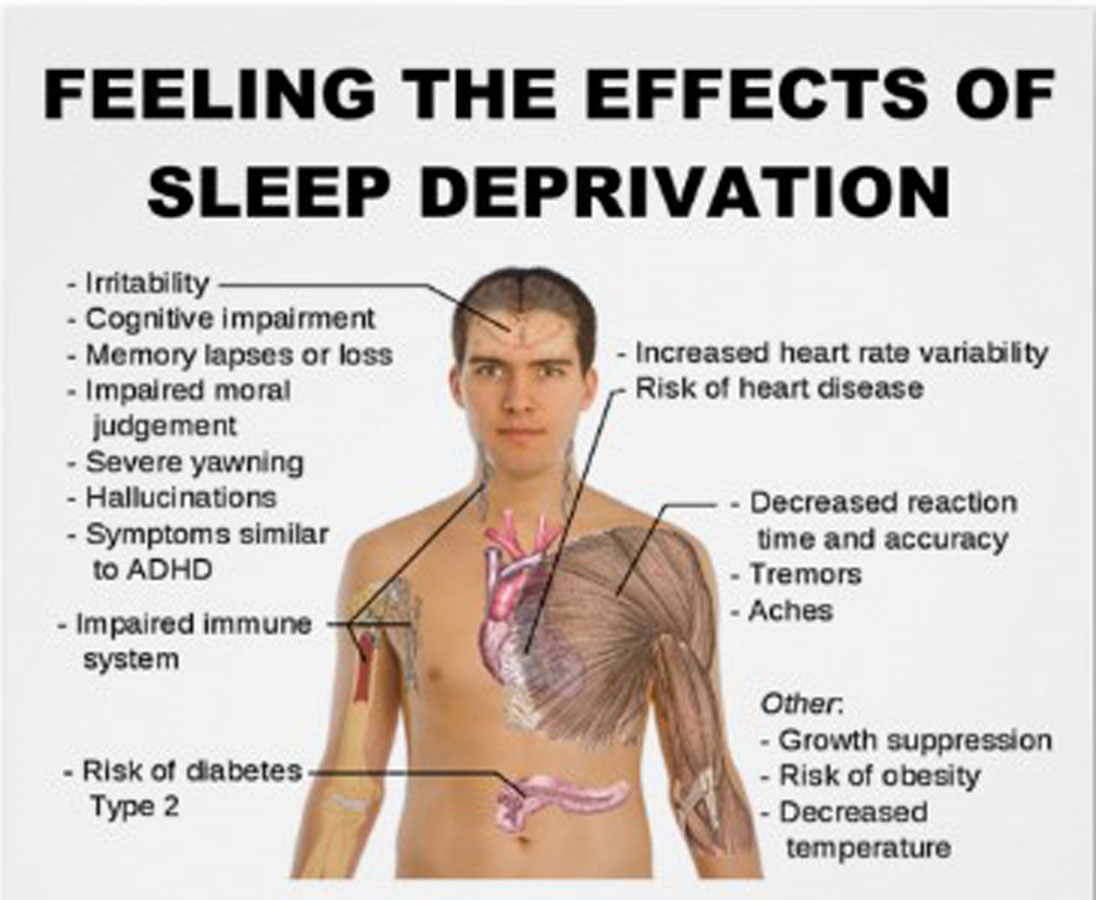 FEELING THE EFFECTS OF
SLEEP DEPRIVATION
- Irritability
- Cognitive impairment
- Memory lapses or loss
- Impaired moral
judgement
- Severe yawning
- Hallucinations
- Symptoms similar
to ADHD
- Impaired immune
system
- Risk of diabetes
Type 2
- Increased heart rate variability
- Risk of heart disease
- Decreased reaction
time and accuracy
- Tremors
- Aches
Other:
- Growth suppression
- Risk of obesity
- Decreased
temperature